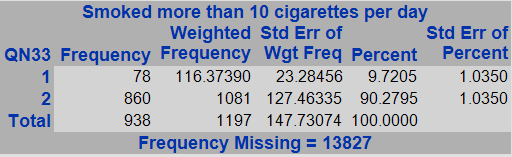 Smoked more than 10 cigarettes per day
Weighted Std Err of Std Err of
QN33 Frequency Frequency Wgt Freq Percent Percent
1 78 116.37390 23.28456 9.7205 1.0350
2 860 1081 127.46335 90.2795 1.0350
Total 938 1197 147.73074 100.0000
Frequency Missing = 13827